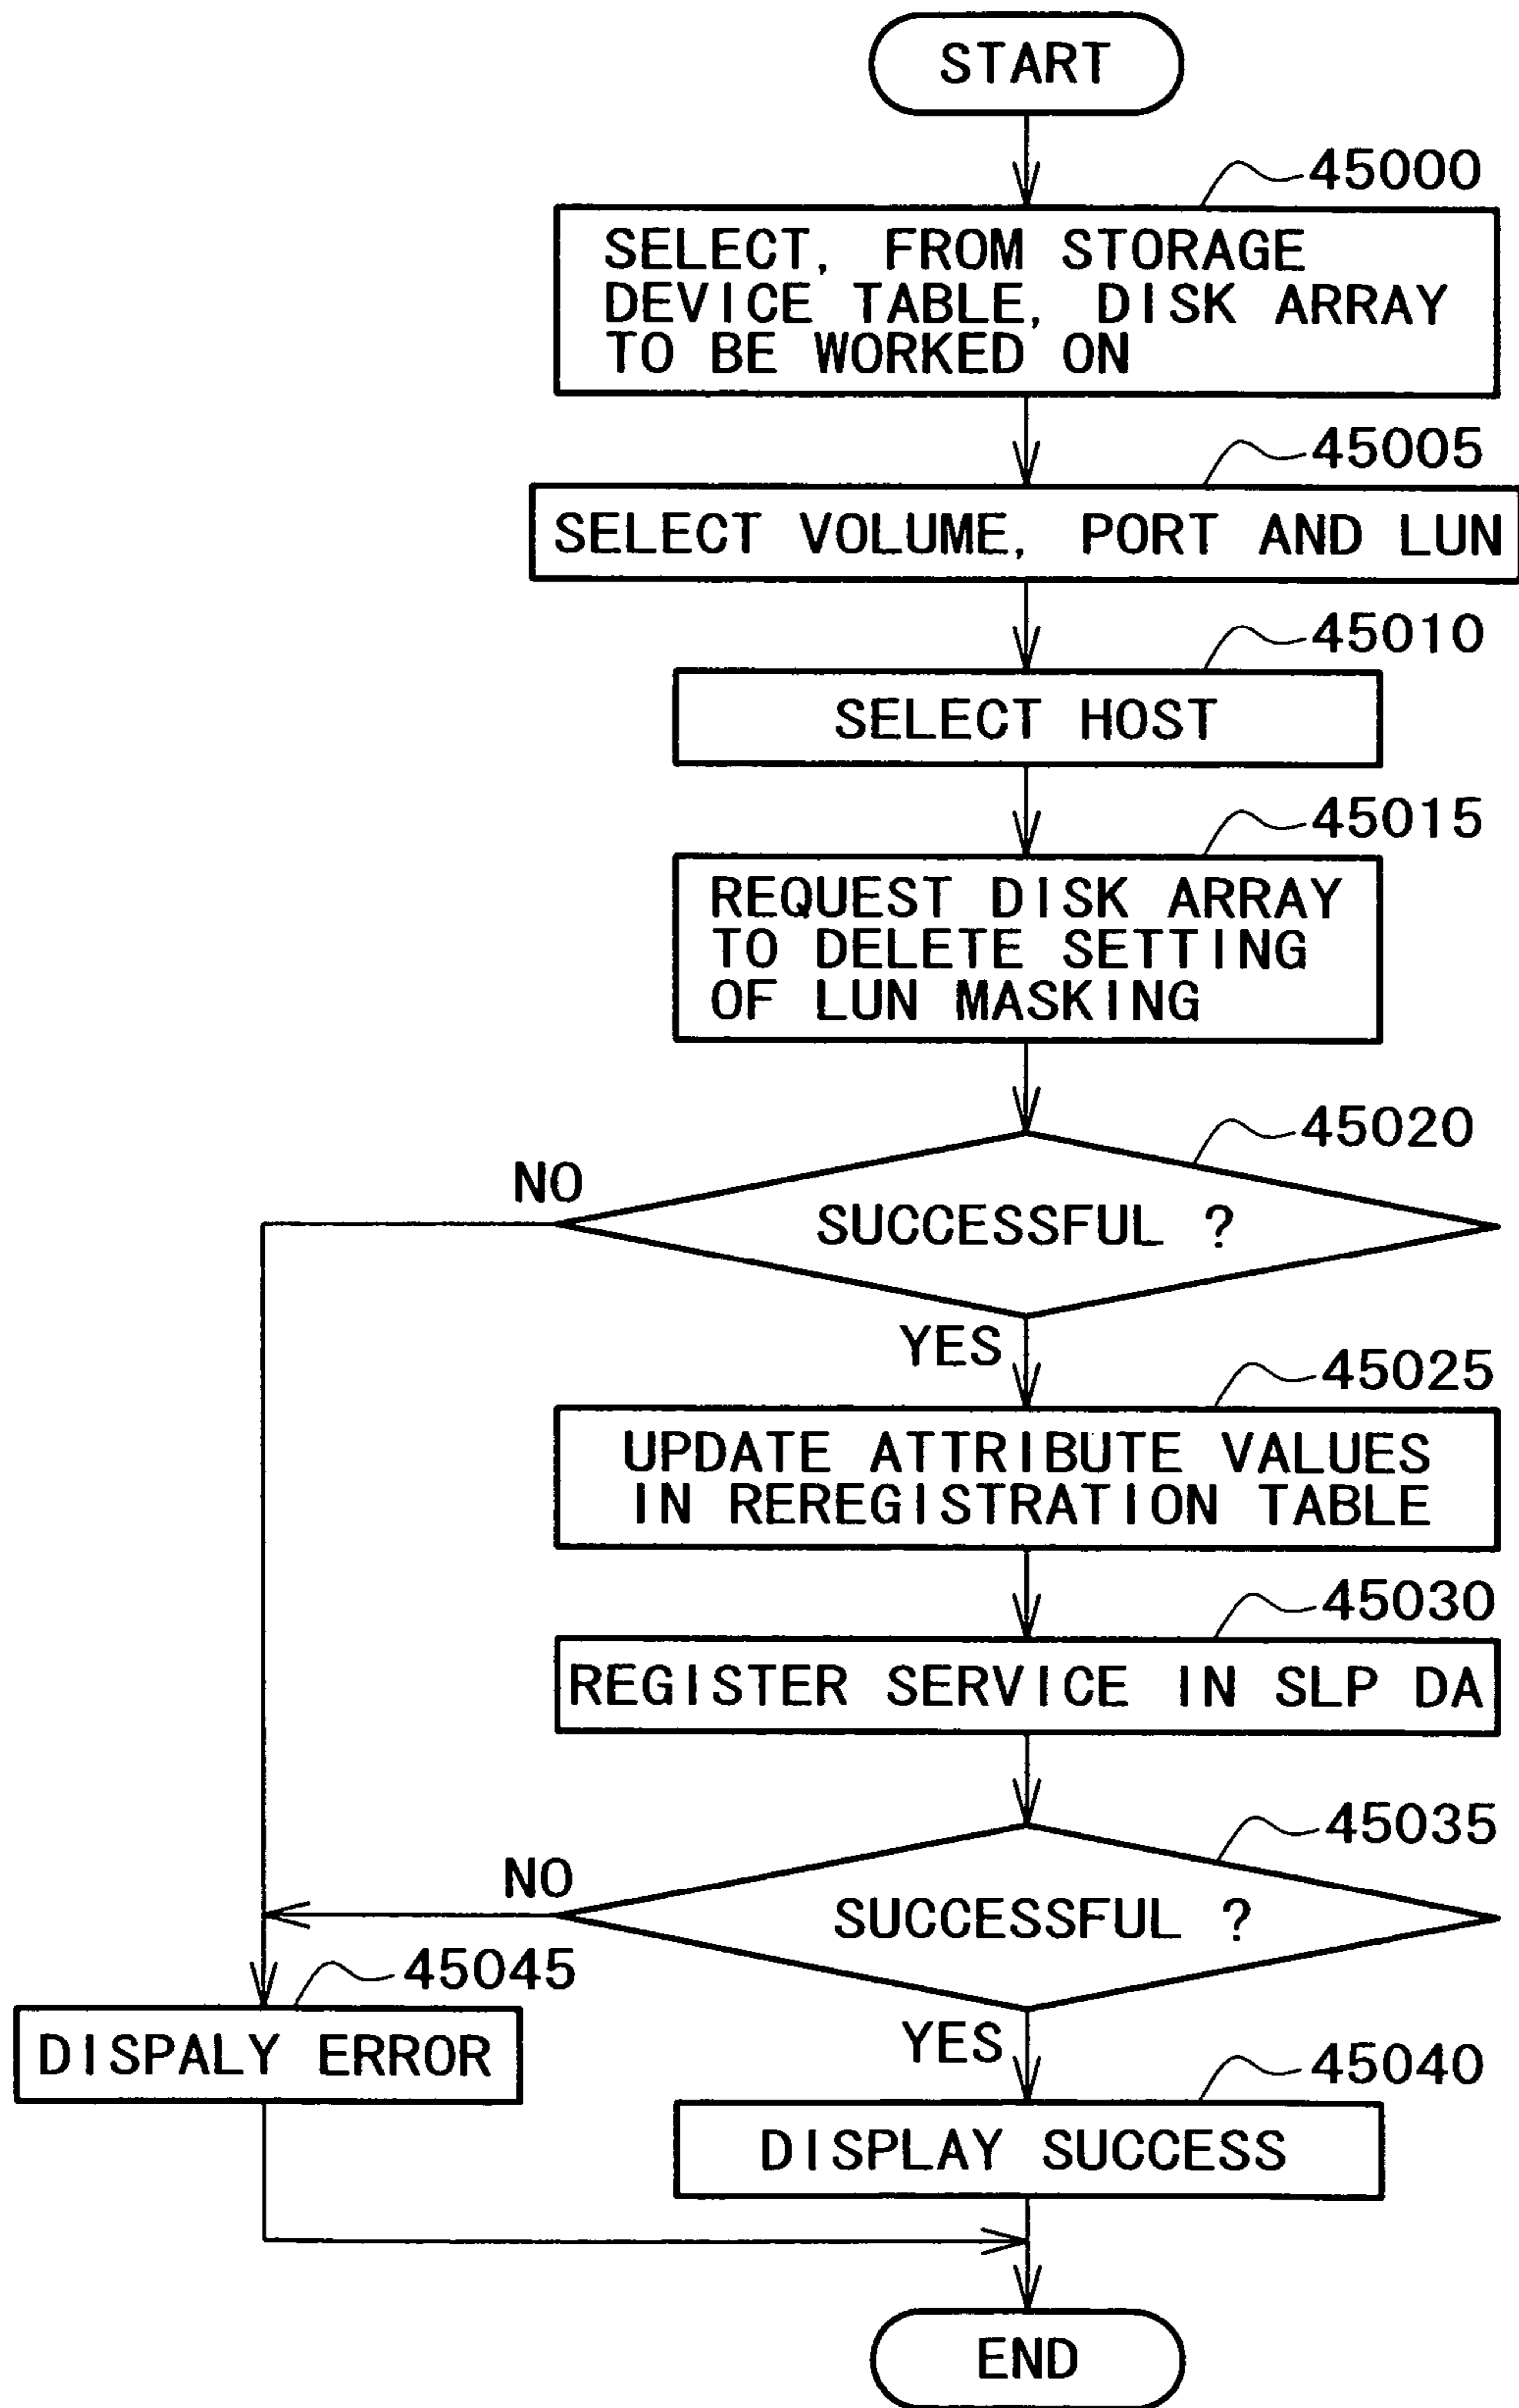 START
45000
SELECT, FROM STORAGE
DEVICE TABLE, DISK ARRAY
TO BE WORKED ON
45005
SELECT VOLUME, PORT AND LUN
45010
SELECT HOST
45015
REQUEST DISK ARRAY
TO DELETE SETTING
OF LUN MASKING
45020
NO
SUCCESSFUL ?
YES
45025
UPDATE ATTRIBUTE VALUES
IN REREGISTRATION TABLE
45030
REGISTER SERVICE IN SLP DA
45035
NO
SUCCESSFUL ?
45045
DISPALY ERROR
YES
45040
DISPLAY SUCCESS
END